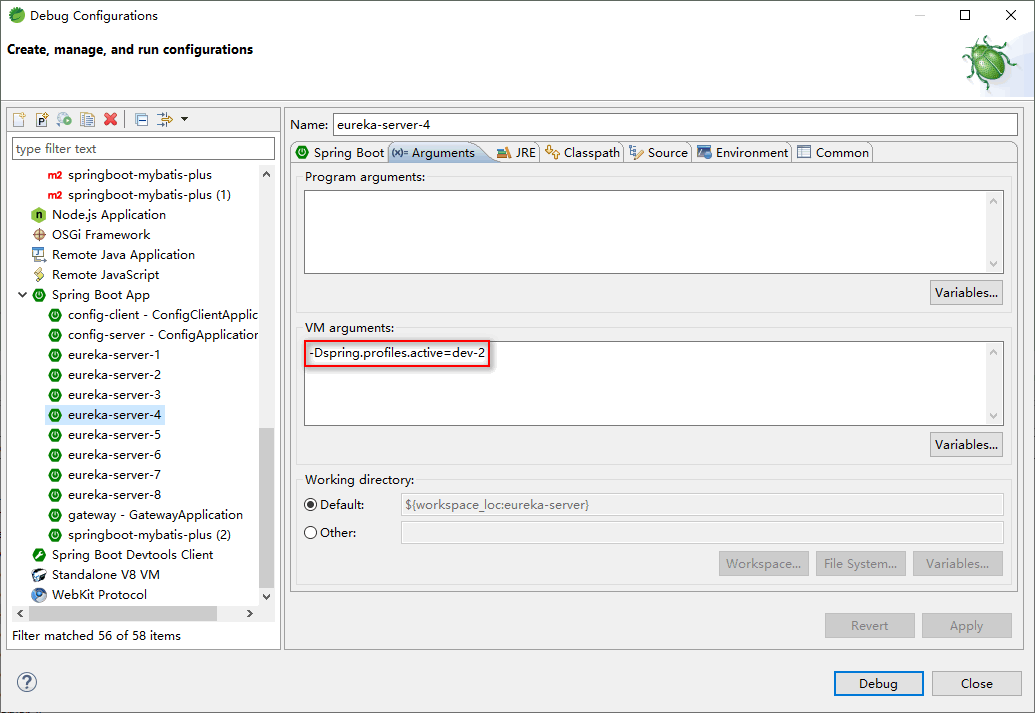 Debug Configurations
Create, manage, and run configurations
type filter text
m2 springboot-mybatis-plus
m2 springboot-mybatis-plus (1)
n Node.js Application
OSGi Framework
Remote Java Application
Remote JavaScript
Spring Boot App
config-client - ConfigClientApplic
config-server - ConfigApplication
eureka-server-1
eureka-server-2
eureka-server-3
eureka-server-4
eureka-server-5
eureka-server-6
eureka-server-7
eureka-server-8
gateway - GatewayApplication
springboot-mybatis-plus (2)
Spring Boot Devtools Client
Standalone V8 VM
WebKit Protocol
Filter matched 56 of 58 items
Name: eureka-server-4
Spring Boot (x)= Arguments JRE Classpath Source Environment Common
Program arguments:
Variables...
VM arguments:
-Dspring.profiles.active=dev-2
Variables...
Working directory:
Default: ${workspace_loc:eureka-server}
Other:
Workspace... File System... Variables...
Revert Apply
? Debug Close